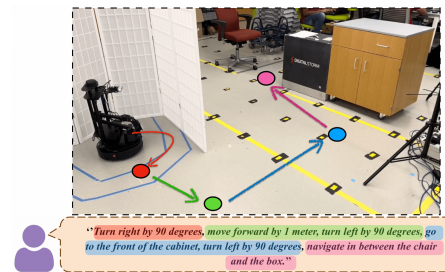 DIGITAL STORM
“Turn right by 90 degrees, move forward by 1 meter, turn left by 90 degrees, go
to the front of the cabinet, turn left by 90 degrees, navigate in between the chair
and the box.”